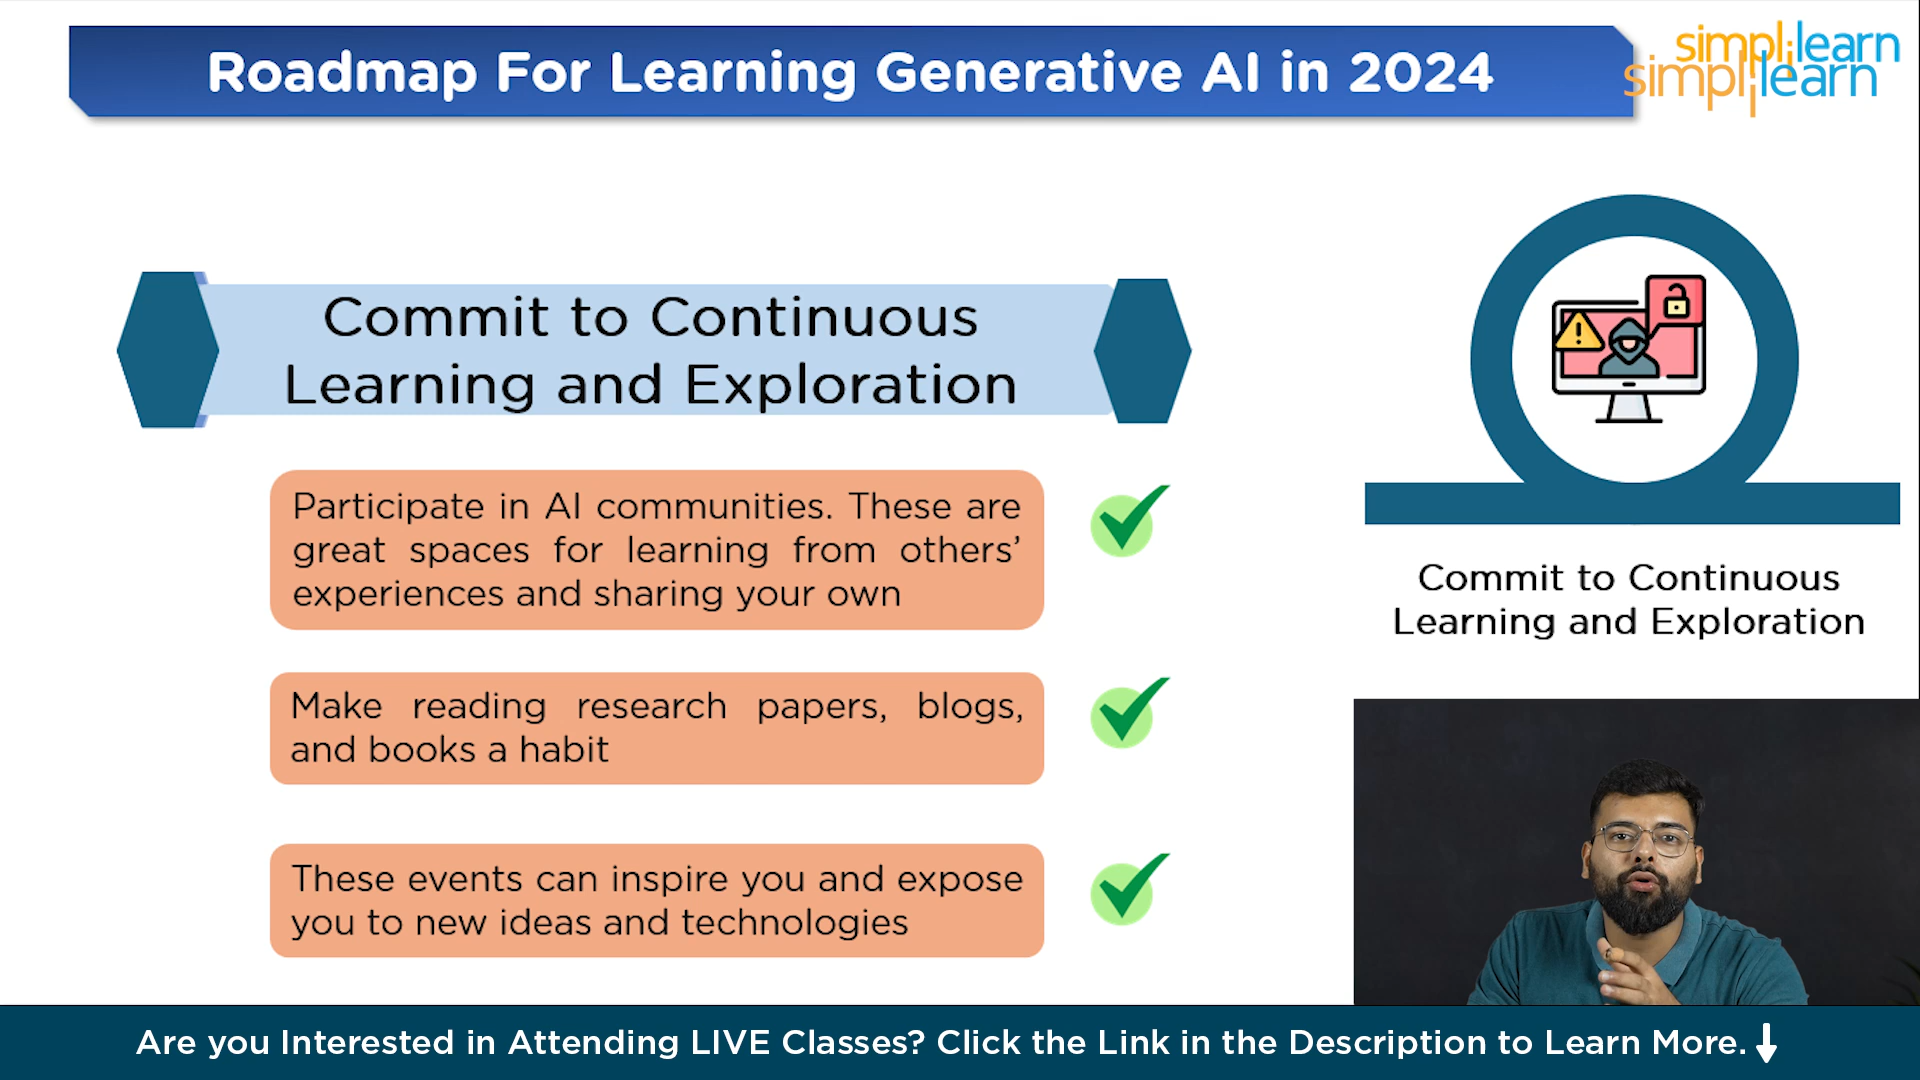 Roadmap For Learning Generative AI in 2024
simplilearn
simplilearn
Commit to Continuous
Learning and Exploration
Participate in AI communities. These are
great spaces for learning from others’
experiences and sharing your own
Make reading research papers, blogs,
and books a habit
These events can inspire you and expose
you to new ideas and technologies
Commit to Continuous
Learning and Exploration
Are you Interested in Attending LIVE Classes? Click the Link in the Description to Learn More.